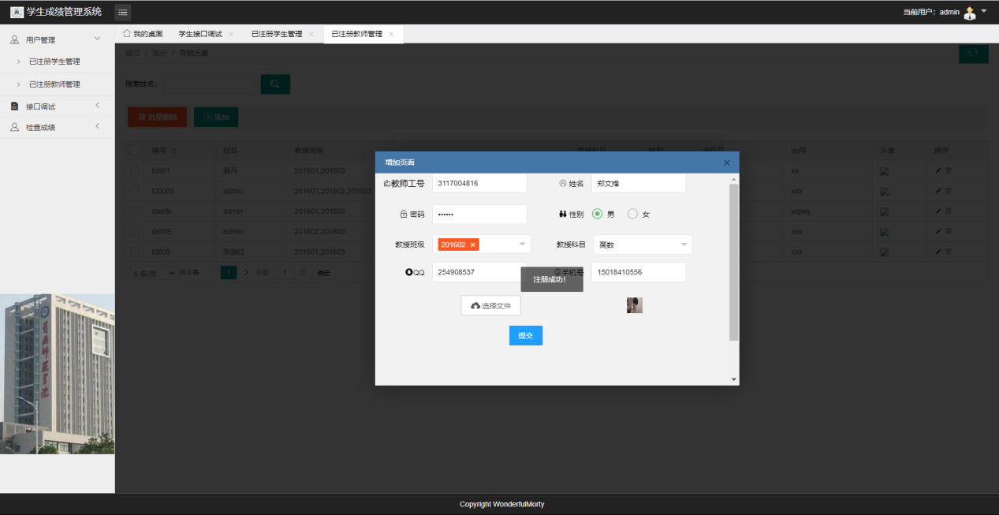 学生成绩管理系统
当前用户：admin
用户管理
已注册学生管理
已注册教师管理
接口调试
检查成绩
我的桌面 学生接口调试 已注册学生管理 已注册教师管理
首页 / 演示 / 导航元素
搜索姓名：
批量删除 添加
编号 姓名 教授班级 教授科目 性别 手机号 qq号 头像 操作
t0001 201601,201603 xx
t00055 admin 201601,201602,201603 xxx
dwkfb admin 201601,201603 wqwq
deWE admin 201602,201603 xxx
t0009 张瑞红 201601,201603 xxx
5 条/页 共 8 条 1 到第 1 页 确定
增加页面
教师工号 3117004816 姓名 郑文烽
密码 •••••• 性别 男 女
教授班级 201602 教授科目 高数
QQ 254908537 手机号 15018410556
注册成功!
选择文件
提交
Copyright WonderfulMorty